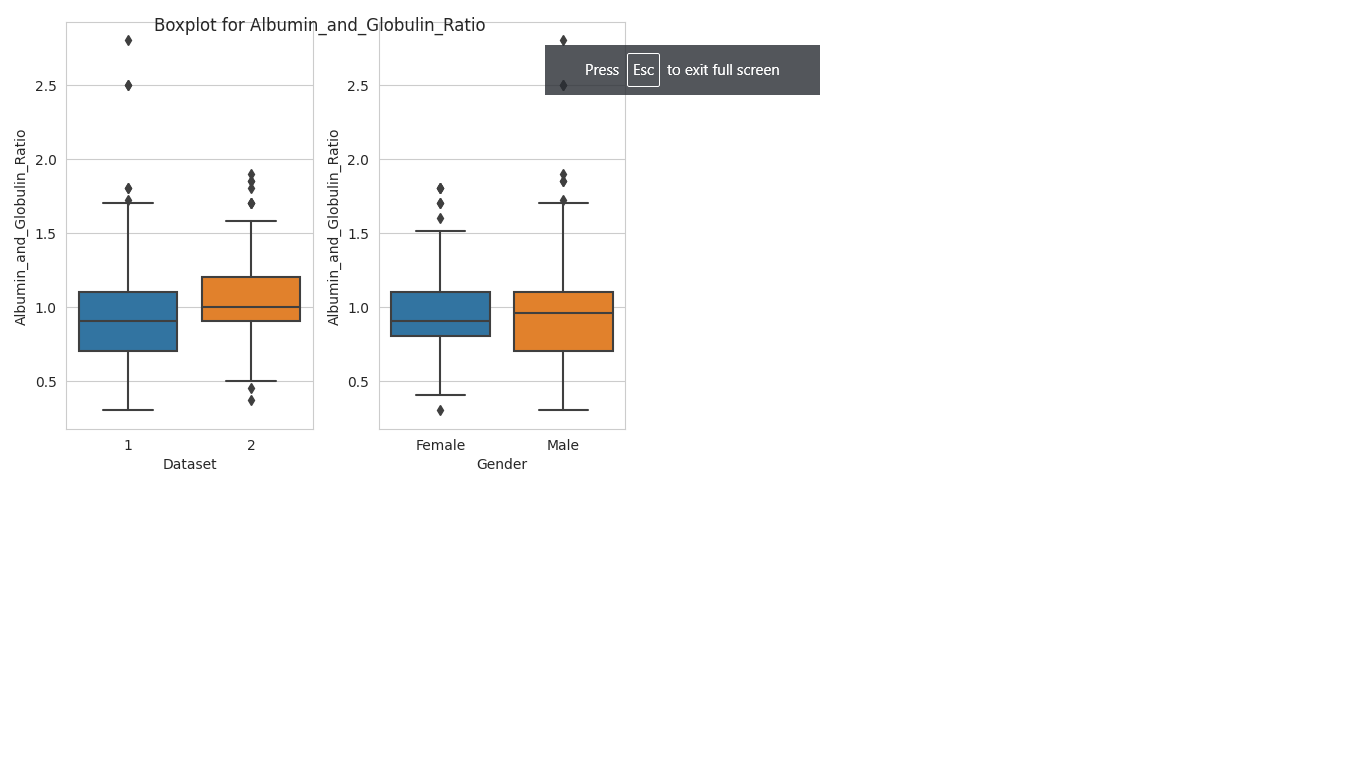 Boxplot for Albumin_and_Globulin_Ratio
Press Esc to exit full screen
Albumin_and_Globulin_Ratio
2.5
2.0
1.5
1.0
0.5
1 2
Dataset
Albumin_and_Globulin_Ratio
2.5
2.0
1.5
1.0
0.5
Female Male
Gender